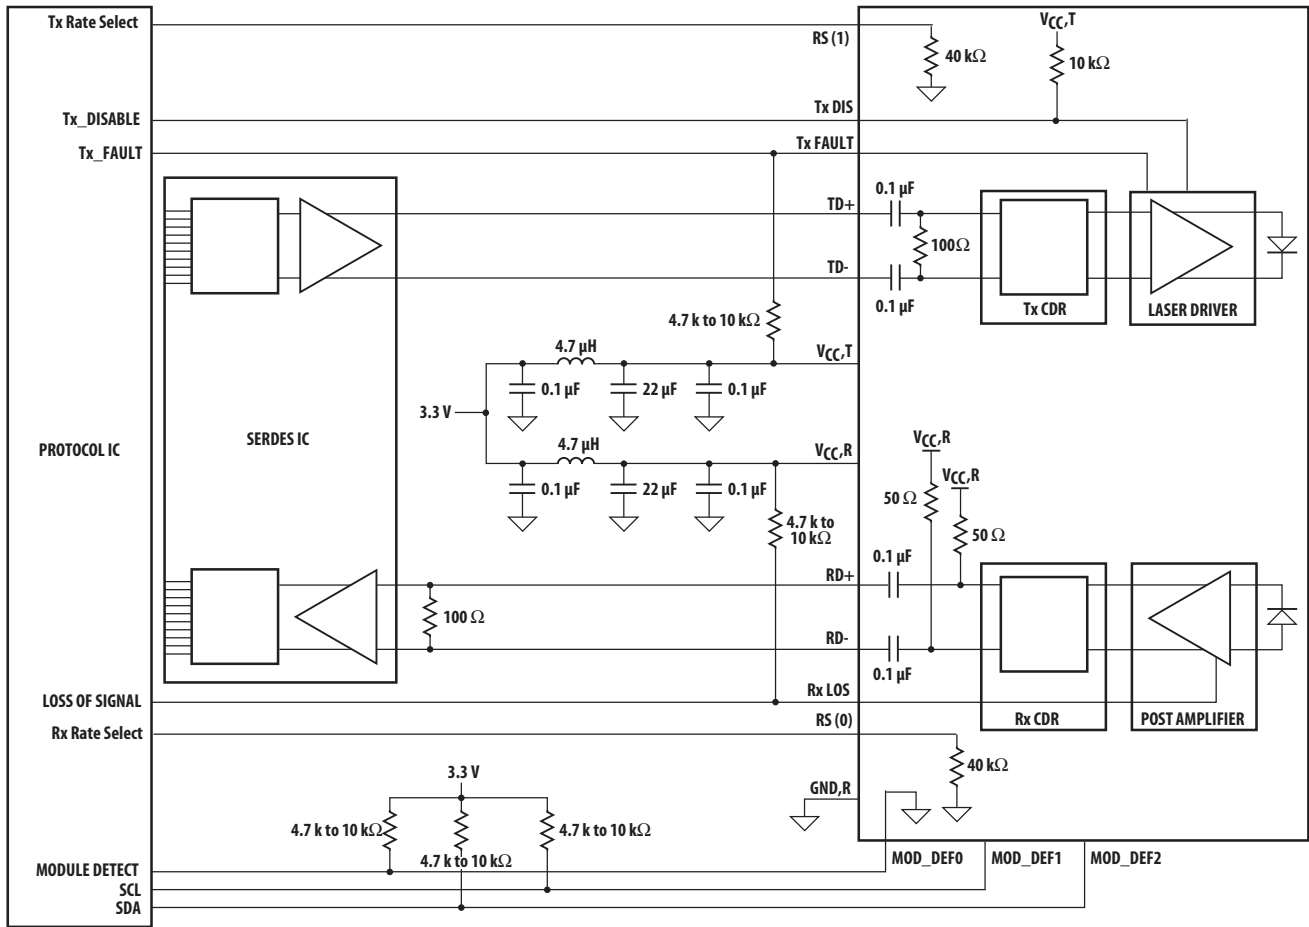 Tx Rate Select
RS (1)
40 kΩ
VCC,T
10 kΩ
Tx_DISABLE
Tx DIS
Tx_FAULT
Tx FAULT
0.1 µF
TD+
100Ω
TD-
0.1 µF
Tx CDR
LASER DRIVER
4.7 k to 10 kΩ
4.7 µH
VCC,T
0.1 µF
22 µF
0.1 µF
3.3 V
PROTOCOL IC
SERDES IC
4.7 µH
VCC,R
0.1 µF
22 µF
0.1 µF
4.7 k to
10 kΩ
VCC,R
VCC,R
50 Ω
50 Ω
0.1 µF
RD+
100 Ω
RD-
0.1 µF
LOSS OF SIGNAL
Rx LOS
Rx CDR
POST AMPLIFIER
Rx Rate Select
RS (0)
40 kΩ
3.3 V
GND,R
4.7 k to 10 kΩ
4.7 k to 10 kΩ
4.7 k to 10 kΩ
MODULE DETECT
MOD_DEF0
MOD_DEF1
MOD_DEF2
SCL
SDA